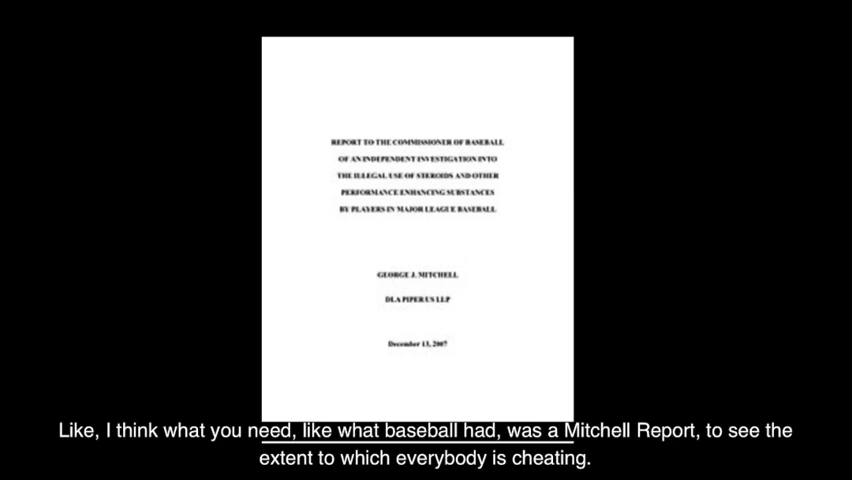 REPORT TO THE COMMISSIONER OF BASEBALL
OF AN INDEPENDENT INVESTIGATION INTO
THE ILLEGAL USE OF STEROIDS AND OTHER
PERFORMANCE ENHANCING SUBSTANCES
BY PLAYERS IN MAJOR LEAGUE BASEBALL
GEORGE J. MITCHELL
DLA PIPER US LLP
December 13, 2007
Like, I think what you need, like what baseball had, was a Mitchell Report, to see the
extent to which everybody is cheating.